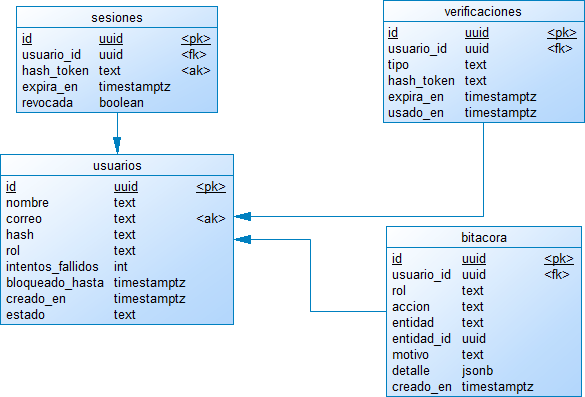 sesiones
id uuid <pk>
usuario_id uuid <fk>
hash_token text <ak>
expira_en timestamptz
revocada boolean
verificaciones
id uuid <pk>
usuario_id uuid <fk>
tipo text
hash_token text
expira_en timestamptz
usado_en timestamptz
usuarios
id uuid <pk>
nombre text
correo text <ak>
hash text
rol text
intentos_fallidos int
bloqueado_hasta timestamptz
creado_en timestamptz
estado text
bitacora
id uuid <pk>
usuario_id uuid <fk>
rol text
accion text
entidad text
entidad_id uuid
motivo text
detalle jsonb
creado_en timestamptz